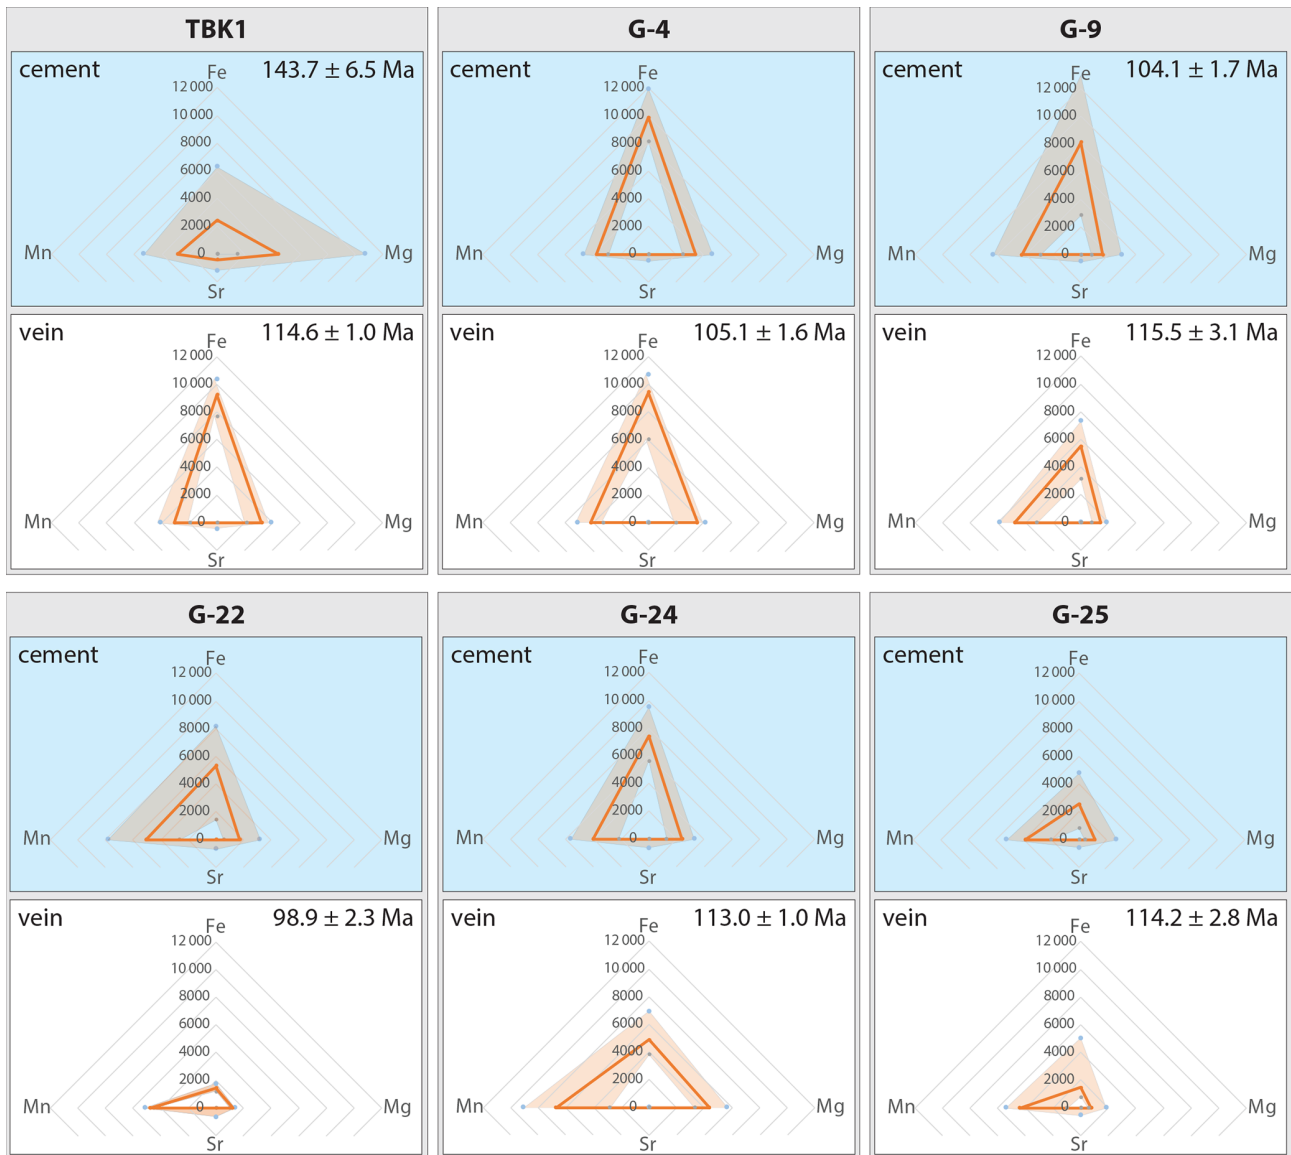 TBK1
cement
143.7 ± 6.5 Ma
Fe
12 000
10 000
8000
6000
4000
2000
0
Mn
Mg
Sr
vein
114.6 ± 1.0 Ma
Fe
12 000
10 000
8000
6000
4000
2000
0
Mn
Mg
Sr
G-4
cement
Fe
12 000
10 000
8000
6000
4000
2000
0
Mn
Mg
Sr
vein
105.1 ± 1.6 Ma
Fe
12 000
10 000
8000
6000
4000
2000
0
Mn
Mg
Sr
G-9
cement
104.1 ± 1.7 Ma
Fe
12 000
10 000
8000
6000
4000
2000
0
Mn
Mg
Sr
vein
115.5 ± 3.1 Ma
Fe
12 000
10 000
8000
6000
4000
2000
0
Mn
Mg
Sr
G-22
cement
Fe
12 000
10 000
8000
6000
4000
2000
0
Mn
Mg
Sr
vein
98.9 ± 2.3 Ma
Fe
12 000
10 000
8000
6000
4000
2000
0
Mn
Mg
Sr
G-24
cement
Fe
12 000
10 000
8000
6000
4000
2000
0
Mn
Mg
Sr
vein
113.0 ± 1.0 Ma
Fe
12 000
10 000
8000
6000
4000
2000
0
Mn
Mg
Sr
G-25
cement
Fe
12 000
10 000
8000
6000
4000
2000
0
Mn
Mg
Sr
vein
114.2 ± 2.8 Ma
Fe
12 000
10 000
8000
6000
4000
2000
0
Mn
Mg
Sr